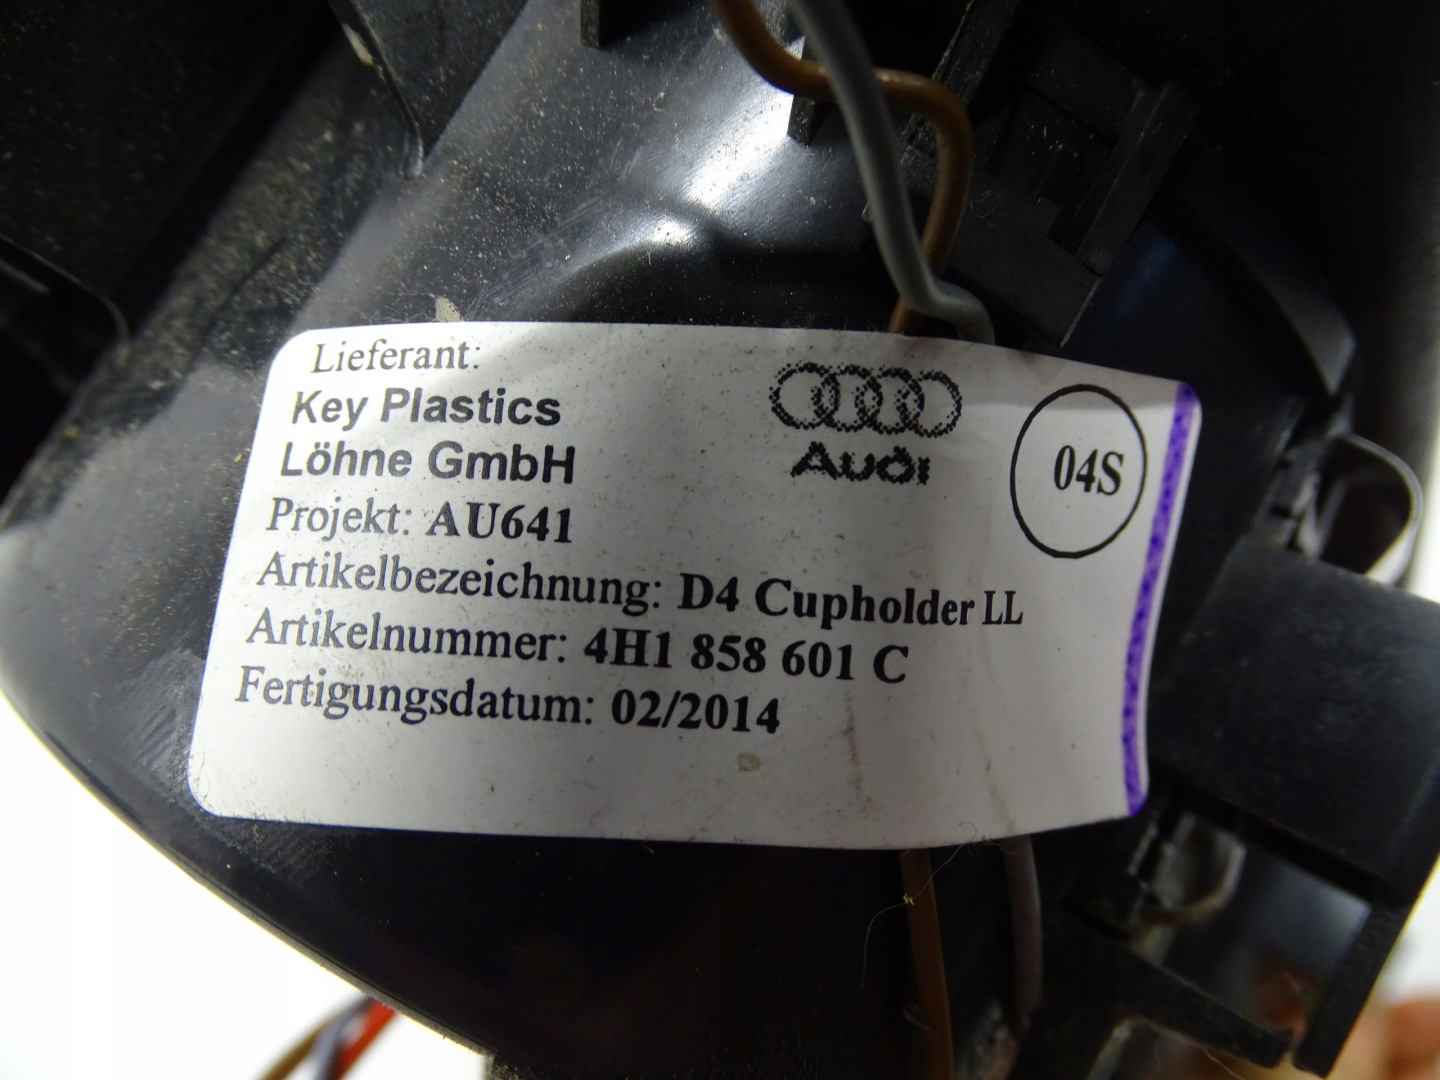 Lieferant:
Key Plastics
Löhne GmbH
Projekt: AU641
Artikelbezeichnung: D4 Cupholder LL
Artikelnummer: 4H1 858 601 C
Fertigungsdatum: 02/2014
Audi
04S